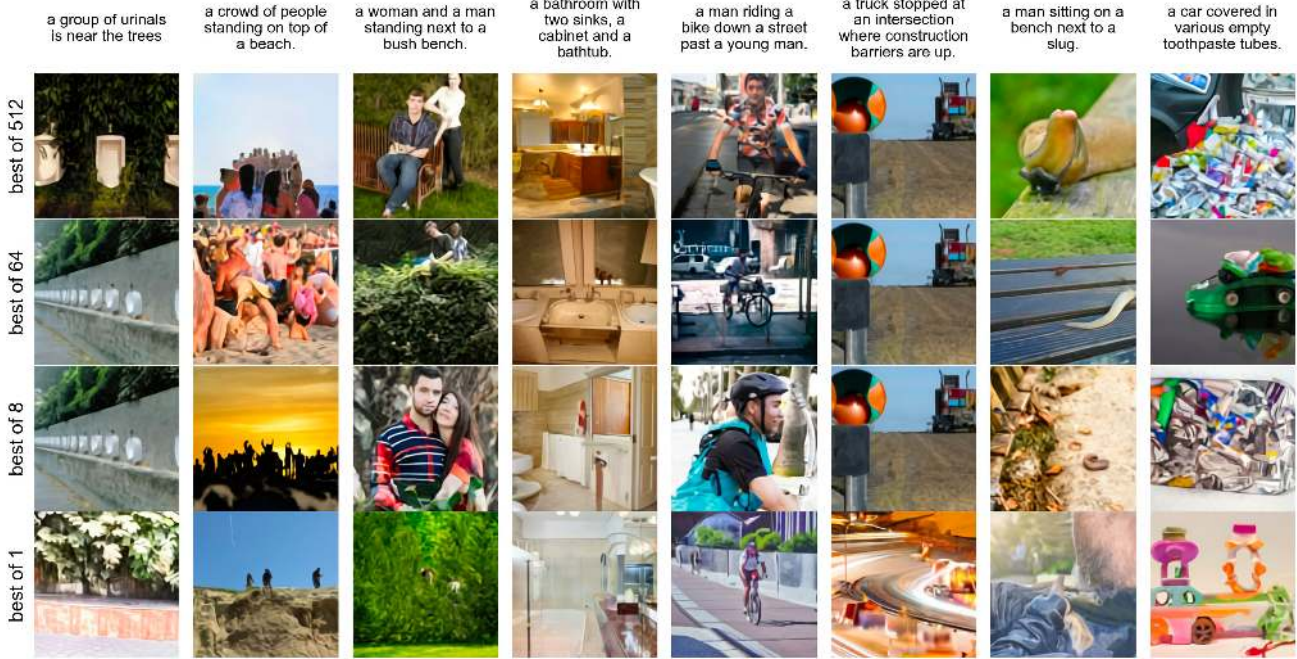 a group of urinals
is near the trees
a crowd of people
standing on top of
a beach.
a woman and a man
standing next to a
bush bench.
a bathroom with
two sinks, a
cabinet and a
bathtub.
a man riding a
bike down a street
past a young man.
a truck stopped at
an intersection
where construction
barriers are up.
a man sitting on a
bench next to a
slug.
a car covered in
various empty
toothpaste tubes.
best of 512
best of 64
best of 8
best of 1